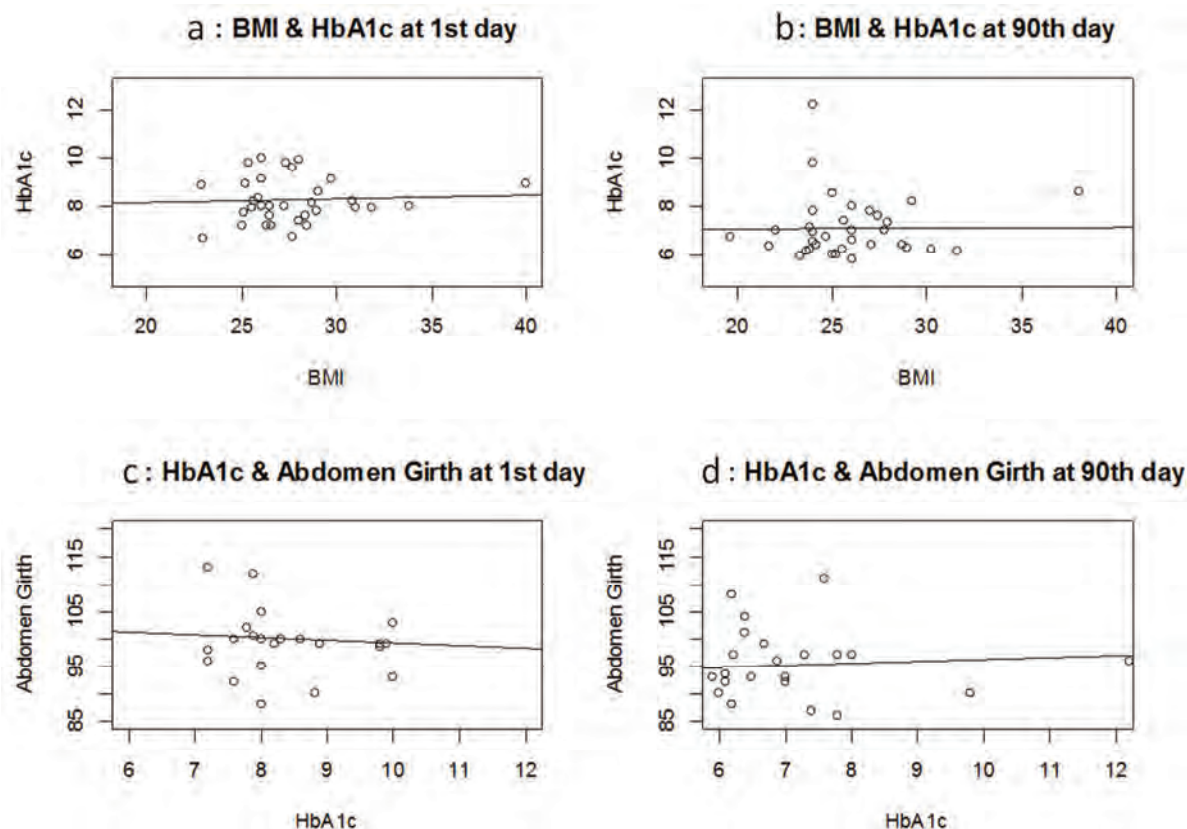 a : BMI & HbA1c at 1st day
HbA1c
12
10
8
6
20 25 30 35 40
BMI
b : BMI & HbA1c at 90th day
HbA1c
12
10
8
6
20 25 30 35 40
BMI
c : HbA1c & Abdomen Girth at 1st day
Abdomen Girth
115
105
95
85
6 7 8 9 10 11 12
HbA1c
d : HbA1c & Abdomen Girth at 90th day
Abdomen Girth
115
105
95
85
6 7 8 9 10 11 12
HbA1c